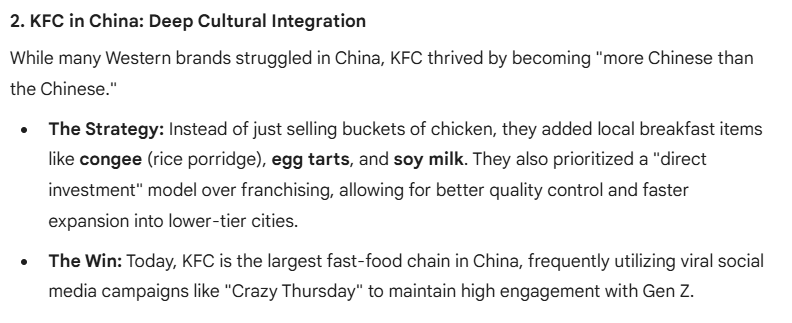 2. KFC in China: Deep Cultural Integration
While many Western brands struggled in China, KFC thrived by becoming "more Chinese than
the Chinese."
• The Strategy: Instead of just selling buckets of chicken, they added local breakfast items
like congee (rice porridge), egg tarts, and soy milk. They also prioritized a "direct
investment" model over franchising, allowing for better quality control and faster
expansion into lower-tier cities.
• The Win: Today, KFC is the largest fast-food chain in China, frequently utilizing viral social
media campaigns like "Crazy Thursday" to maintain high engagement with Gen Z.